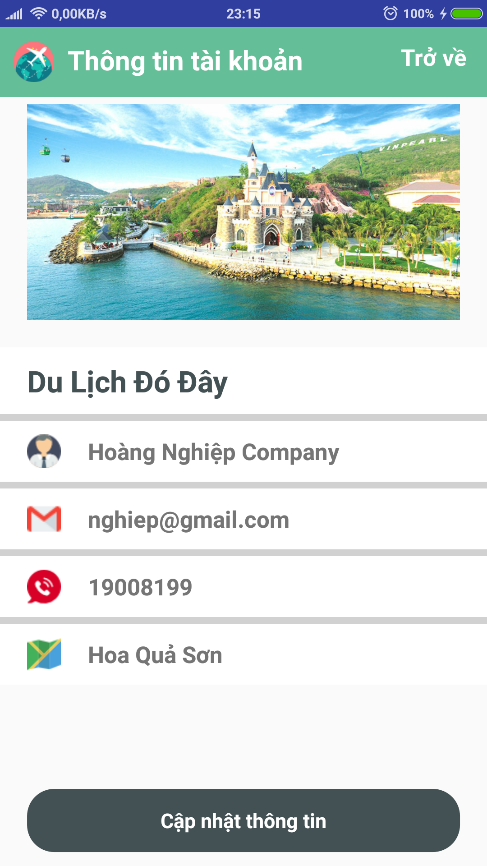 0,00KB/s 23:15 100%
Thông tin tài khoản Trở về
VINPEARL
Du Lịch Đó Đây
Hoàng Nghiệp Company
nghiep@gmail.com
19008199
Hoa Quả Sơn
Cập nhật thông tin